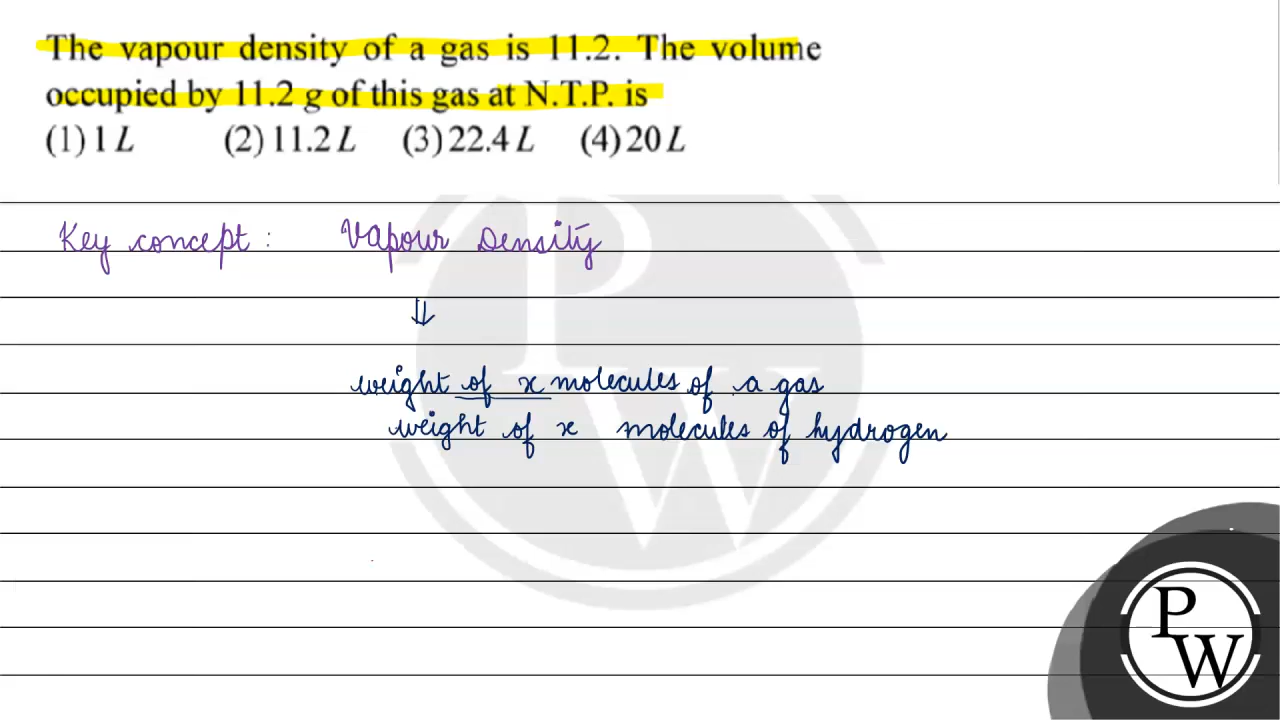 The vapour density of a gas is 11.2. The volume
occupied by 11.2 g of this gas at N.T.P. is
(1) 1 L (2) 11.2 L (3) 22.4 L (4) 20 L
Key concept : Vapour Density
⇓
weight of x molecules of a gas
weight of x molecules of hydrogen
P
W
P
W